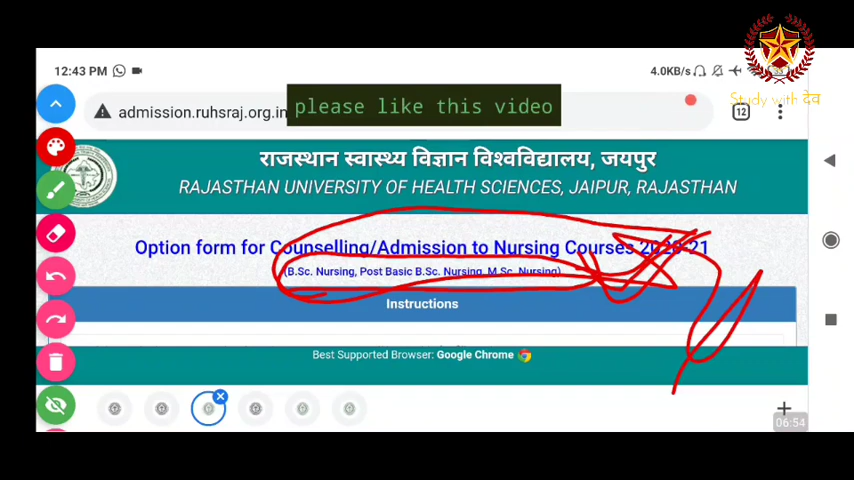 12:43 PM
4.0KB/s
33
Study with देव
please like this video
admission.ruhsraj.org.in
12
राजस्थान स्वास्थ्य विज्ञान विश्वविद्यालय, जयपुर
RAJASTHAN UNIVERSITY OF HEALTH SCIENCES, JAIPUR, RAJASTHAN
Option form for Counselling/Admission to Nursing Courses 2020-21
(B.Sc. Nursing, Post Basic B.Sc. Nursing, M.Sc. Nursing)
Instructions
Best Supported Browser: Google Chrome
06:54